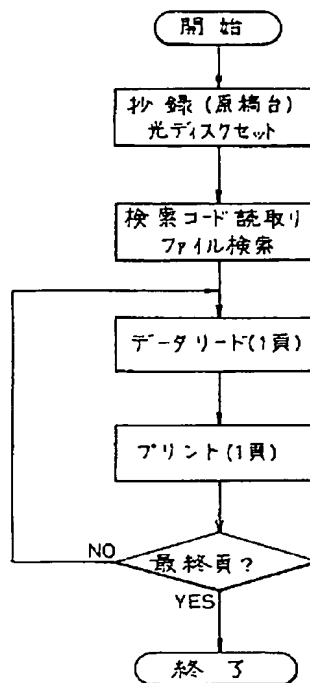 開始
抄録(原稿台)
光ディスクセット
検索コード読取り
ファイル検索
データリード(1頁)
プリント(1頁)
NO
最終頁?
YES
終了